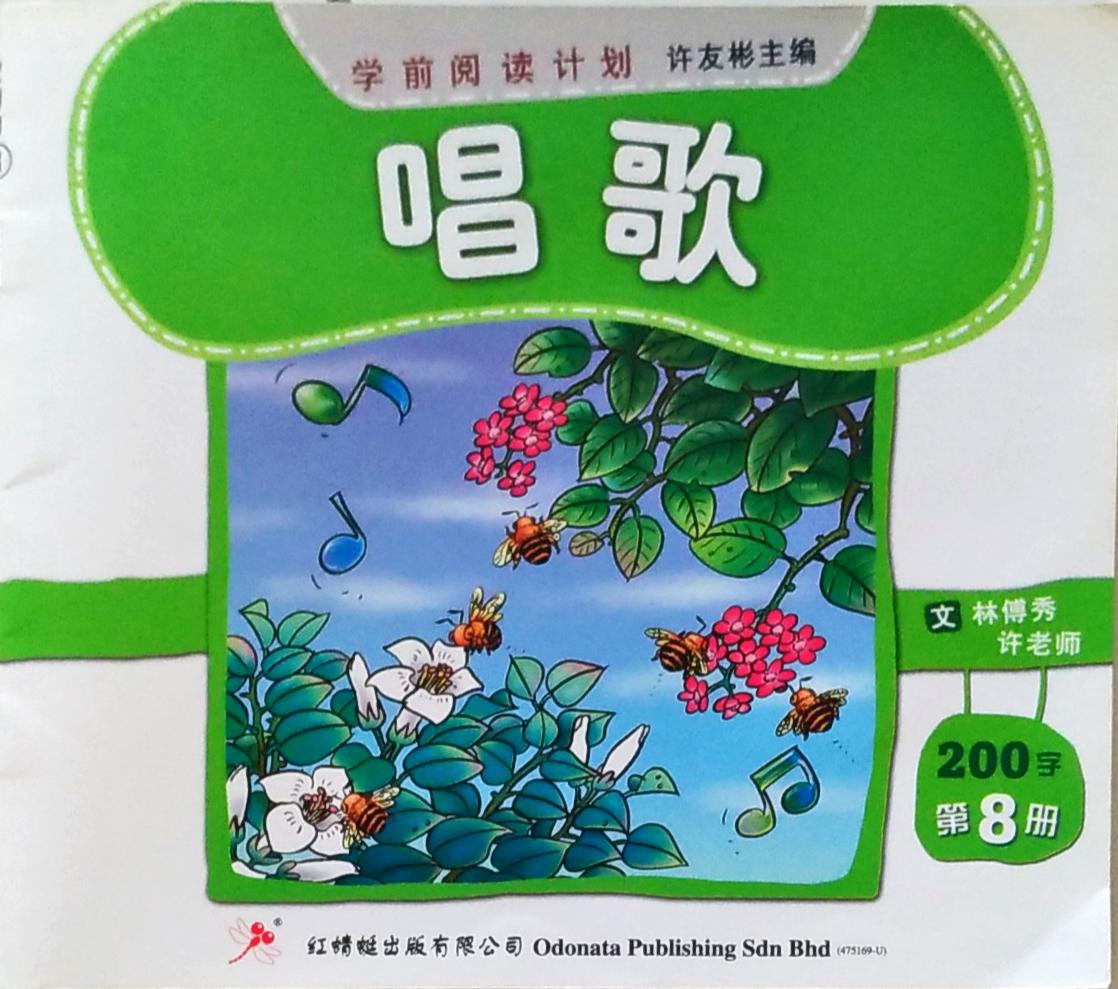 学前阅读计划 许友彬主编
唱歌
文 林傅秀
许老师
200字
第8册
红蜻蜓出版有限公司 Odonata Publishing Sdn Bhd (475169-U)